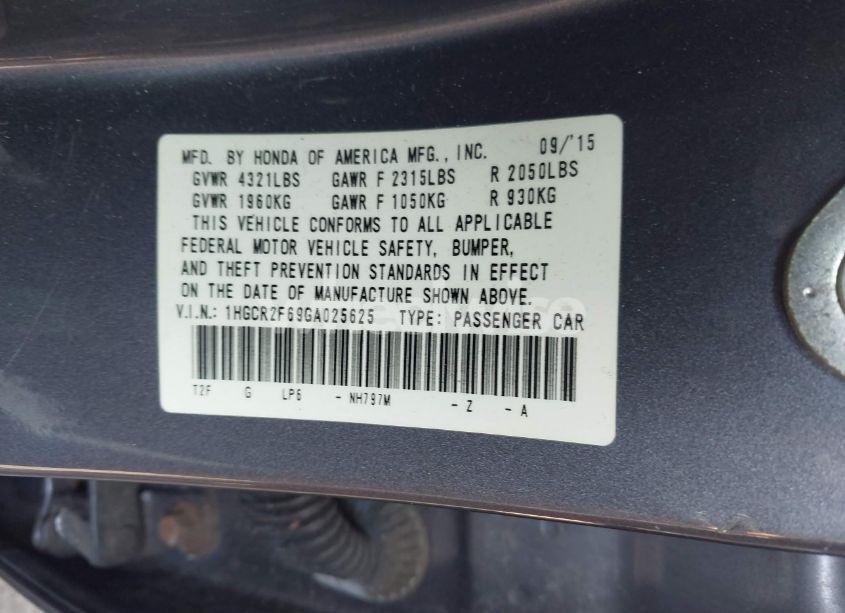 MFD. BY HONDA OF AMERICA MFG., INC. 09/'15
GVWR 4321LBS GAWR F 2315LBS R 2050LBS
GVWR 1960KG GAWR F 1050KG R 930KG
THIS VEHICLE CONFORMS TO ALL APPLICABLE
FEDERAL MOTOR VEHICLE SAFETY, BUMPER,
AND THEFT PREVENTION STANDARDS IN EFFECT
ON THE DATE OF MANUFACTURE SHOWN ABOVE.
V.I.N.: 1HGCR2F69GA025625 TYPE: PASSENGER CAR
T2F G LP6 - NH797M - Z - A